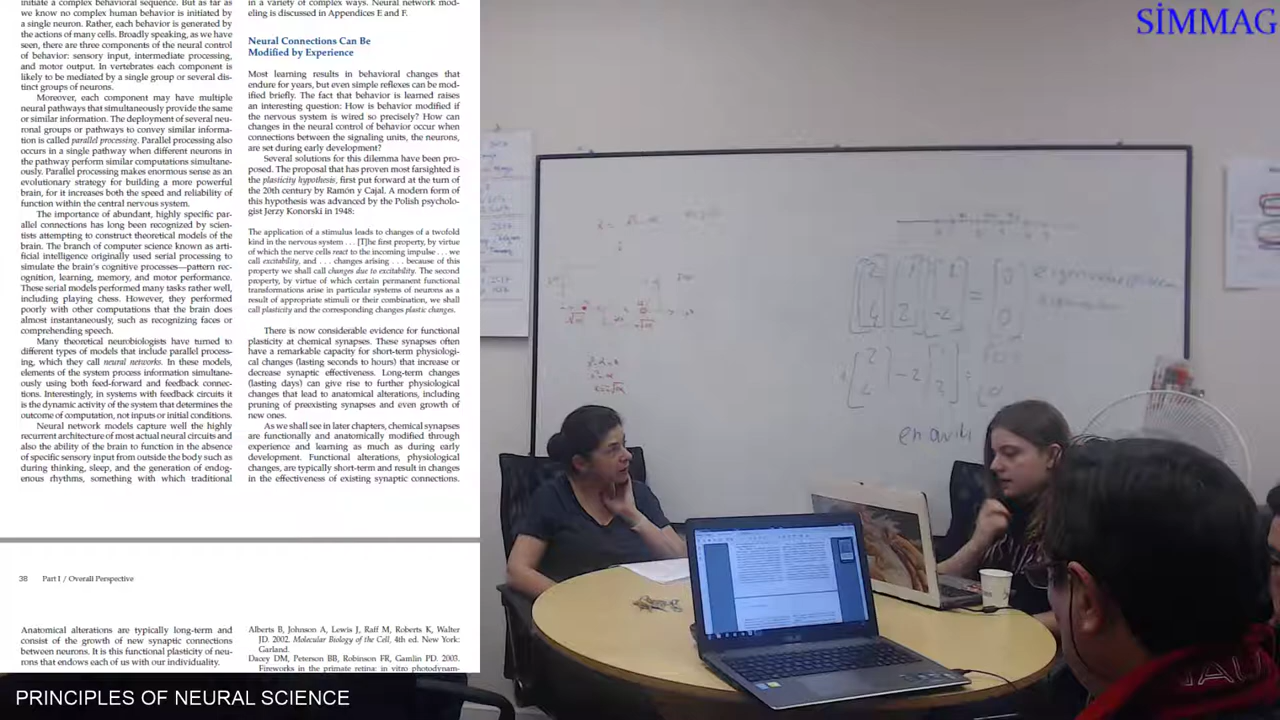 initiate a complex behavioral sequence. But as far as
we know no complex human behavior is initiated by
a single neuron. Rather, each behavior is generated by
the actions of many cells. Broadly speaking, as we have
seen, there are three components of the neural control
of behavior: sensory input, intermediate processing,
and motor output. In vertebrates each component is
likely to be mediated by a single group or several dis-
tinct groups of neurons.
Moreover, each component may have multiple
neural pathways that simultaneously provide the same
or similar information. The deployment of several neu-
ronal groups or pathways to convey similar informa-
tion is called parallel processing. Parallel processing also
occurs in a single pathway when different neurons in
the pathway perform similar computations simultane-
ously. Parallel processing makes enormous sense as an
evolutionary strategy for building a more powerful
brain, for it increases both the speed and reliability of
function within the central nervous system.
The importance of abundant, highly specific par-
allel connections has long been recognized by scien-
tists attempting to construct theoretical models of the
brain. The branch of computer science known as arti-
ficial intelligence originally used serial processing to
simulate the brain's cognitive processes—pattern rec-
ognition, learning, memory, and motor performance.
These serial models performed many tasks rather well,
including playing chess. However, they performed
poorly with other computations that the brain does
almost instantaneously, such as recognizing faces or
comprehending speech.
Many theoretical neurobiologists have turned to
different types of models that include parallel process-
ing, which they call neural networks. In these models,
elements of the system process information simultane-
ously using both feed-forward and feedback connec-
tions. Interestingly, in systems with feedback circuits it
is the dynamic activity of the system that determines the
outcome of computation, not inputs or initial conditions.
Neural network models capture well the highly
recurrent architecture of most actual neural circuits and
also the ability of the brain to function in the absence
of specific sensory input from outside the body such as
during thinking, sleep, and the generation of endog-
enous rhythms, something with which traditional
in a variety of complex ways. Neural network mod-
eling is discussed in Appendices E and F.
Neural Connections Can Be
Modified by Experience
Most learning results in behavioral changes that
endure for years, but even simple reflexes can be mod-
ified briefly. The fact that behavior is learned raises
an interesting question: How is behavior modified if
the nervous system is wired so precisely? How can
changes in the neural control of behavior occur when
connections between the signaling units, the neurons,
are set during early development?
Several solutions for this dilemma have been pro-
posed. The proposal that has proven most farsighted is
the plasticity hypothesis, first put forward at the turn of
the 20th century by Ramón y Cajal. A modern form of
this hypothesis was advanced by the Polish psycholo-
gist Jerzy Konorski in 1948:
The application of a stimulus leads to changes of a twofold
kind in the nervous system . . . [T]he first property, by virtue
of which the nerve cells react to the incoming impulse . . . we
call excitability, and . . . changes arising . . . because of this
property we shall call changes due to excitability. The second
property, by virtue of which certain permanent functional
transformations arise in particular systems of neurons as a
result of appropriate stimuli or their combination, we shall
call plasticity and the corresponding changes plastic changes.
There is now considerable evidence for functional
plasticity at chemical synapses. These synapses often
have a remarkable capacity for short-term physiologi-
cal changes (lasting seconds to hours) that increase or
decrease synaptic effectiveness. Long-term changes
(lasting days) can give rise to further physiological
changes that lead to anatomical alterations, including
pruning of preexisting synapses and even growth of
new ones.
As we shall see in later chapters, chemical synapses
are functionally and anatomically modified through
experience and learning as much as during early
development. Functional alterations, physiological
changes, are typically short-term and result in changes
in the effectiveness of existing synaptic connections.
38 Part I / Overall Perspective
Anatomical alterations are typically long-term and
consist of the growth of new synaptic connections
between neurons. It is this functional plasticity of neu-
rons that endows each of us with our individuality.
Alberts B, Johnson A, Lewis J, Raff M, Roberts K, Walter
JD. 2002. Molecular Biology of the Cell, 4th ed. New York:
Garland.
Dacey DM, Peterson BB, Robinson FR, Gamlin PD. 2003.
Fireworks in the primate retina: in vitro photodynam-
SİMMAG
PRINCIPLES OF NEURAL SCIENCE